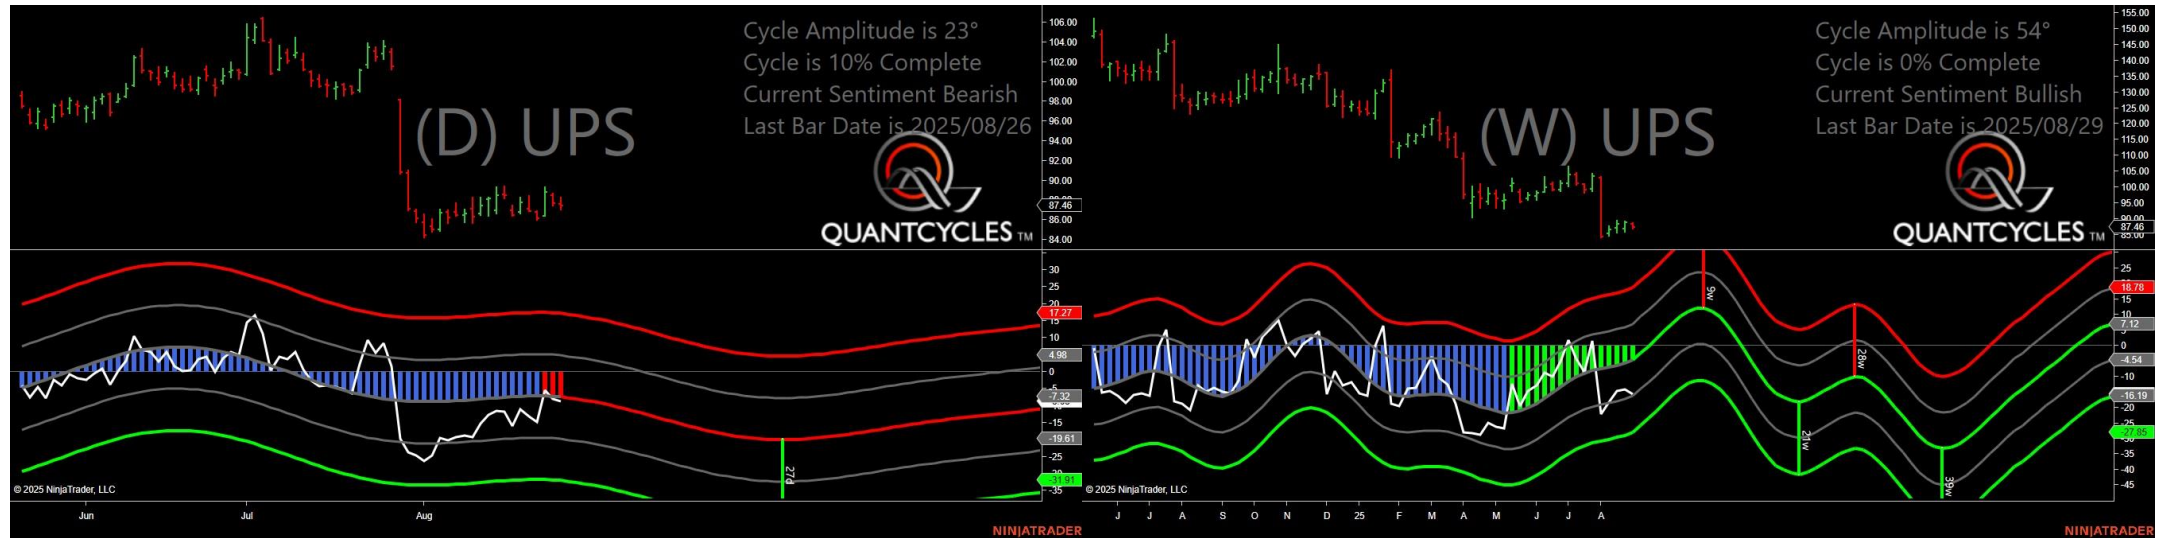 Cycle Amplitude is 23°
Cycle is 10% Complete
Current Sentiment Bearish
Last Bar Date is 2025/08/26
(D) UPS
QUANTCYCLES TM
106.00
104.00
102.00
100.00
98.00
96.00
94.00
92.00
90.00
87.46
86.00
84.00
30
25
20
17.27
15
10
4.98
0
-5
-7.32
-15
-19.61
-25
-31.91
-35
27d
© 2025 NinjaTrader, LLC
Jun
Jul
Aug
NINJATRADER
Cycle Amplitude is 54°
Cycle is 0% Complete
Current Sentiment Bullish
Last Bar Date is 2025/08/29
(W) UPS
QUANTCYCLES TM
155.00
150.00
145.00
140.00
135.00
130.00
125.00
120.00
115.00
110.00
105.00
100.00
95.00
90.00
87.46
85.00
25
18.78
15
10
7.12
5
0
-4.54
-10
-16.19
-20
-25
-27.85
-35
-40
-45
9w
21w
28w
39w
© 2025 NinjaTrader, LLC
J J A S O N D 25 F M A M J J A
NINJATRADER